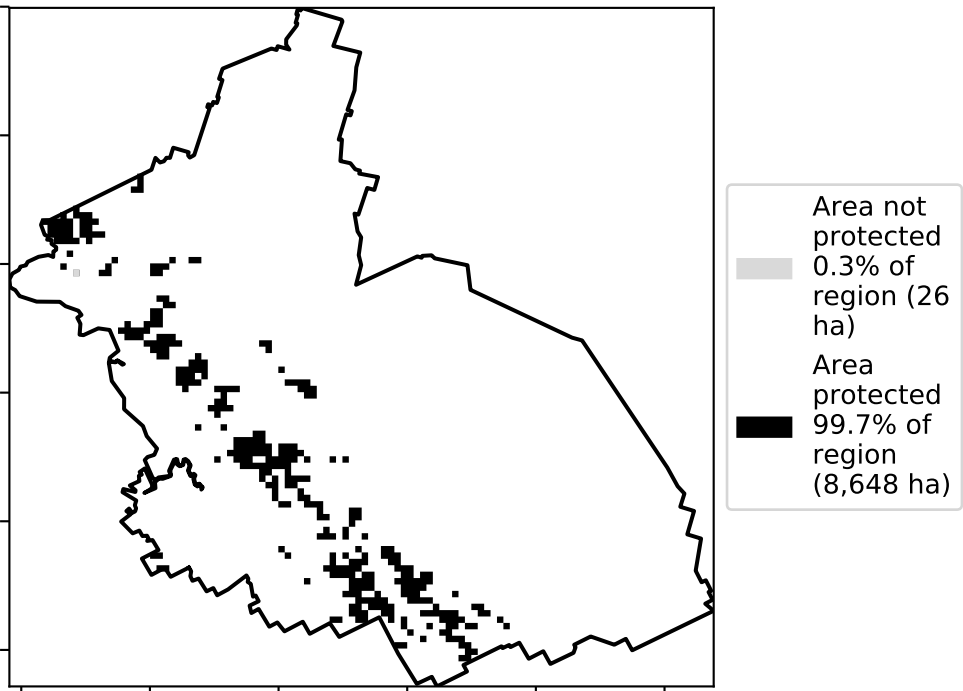 Area not
protected
0.3% of
region (26
ha)
Area
protected
99.7% of
region
(8,648 ha)